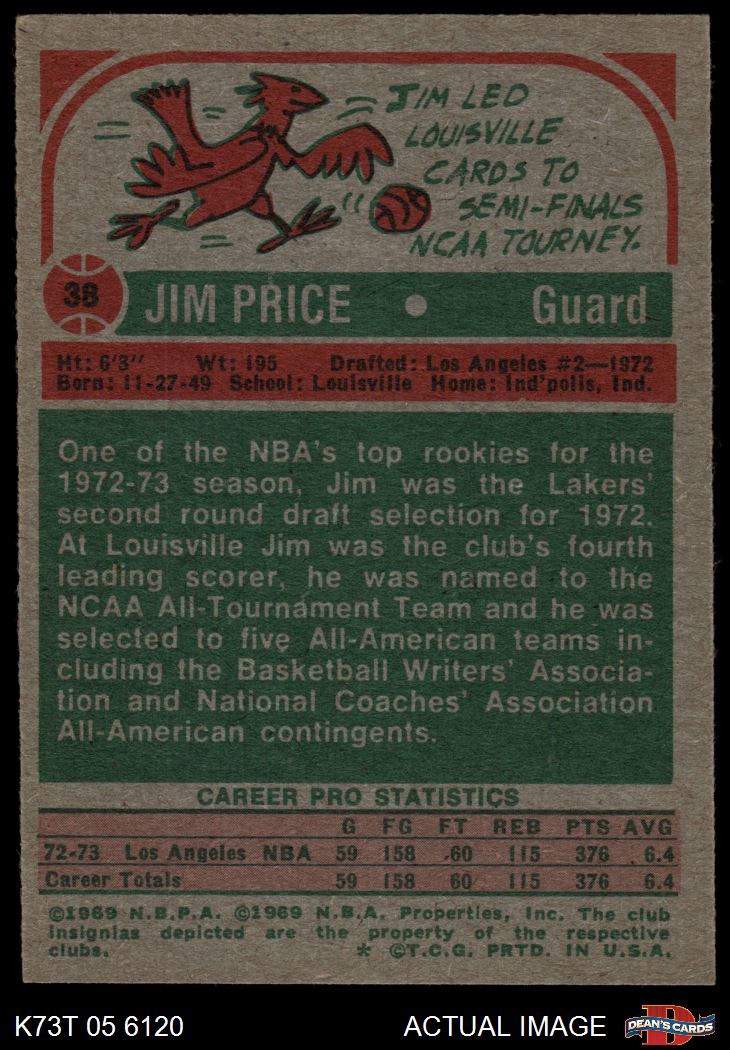 JIM LED
LOUISVILLE
CARDS TO
SEMI-FINALS
NCAA TOURNEY.
38 JIM PRICE • Guard
Ht: 6'3" Wt: 195 Drafted: Los Angeles #2—1972
Born: 11-27-49 School: Louisville Home: Ind'polis, Ind.
One of the NBA's top rookies for the
1972-73 season, Jim was the Lakers'
second round draft selection for 1972.
At Louisville Jim was the club's fourth
leading scorer, he was named to the
NCAA All-Tournament Team and he was
selected to five All-American teams in-
cluding the Basketball Writers' Associa-
tion and National Coaches' Association
All-American contingents.
CAREER PRO STATISTICS
G FG FT REB PTS AVG
72-73 Los Angeles NBA 59 158 60 115 376 6.4
Career Totals 59 158 60 115 376 6.4
©1969 N.B.P.A. ©1969 N.B.A. Properties, Inc. The club
insignias depicted are the property of the respective
clubs. * ©T.C.G. PRTD. IN U.S.A.
K73T 05 6120 ACTUAL IMAGE D DEAN'S CARDS